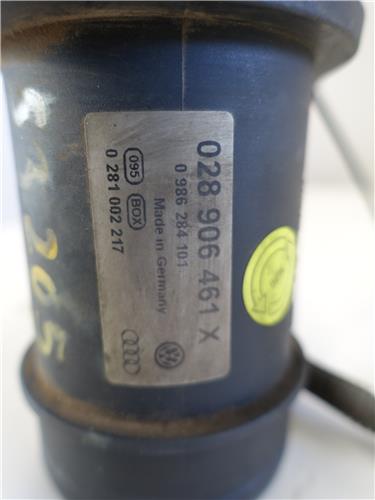 028 906 461 X
0 986 284 101
Made in Germany
095 BOX
0 281 002 217